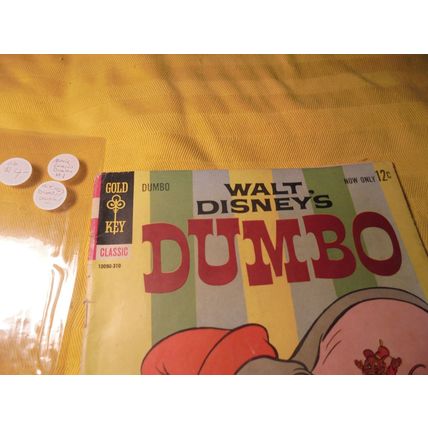 GOLD
KEY
CLASSIC
10090-310
DUMBO
WALT
DISNEY'S
NOW ONLY 12¢
DUMBO